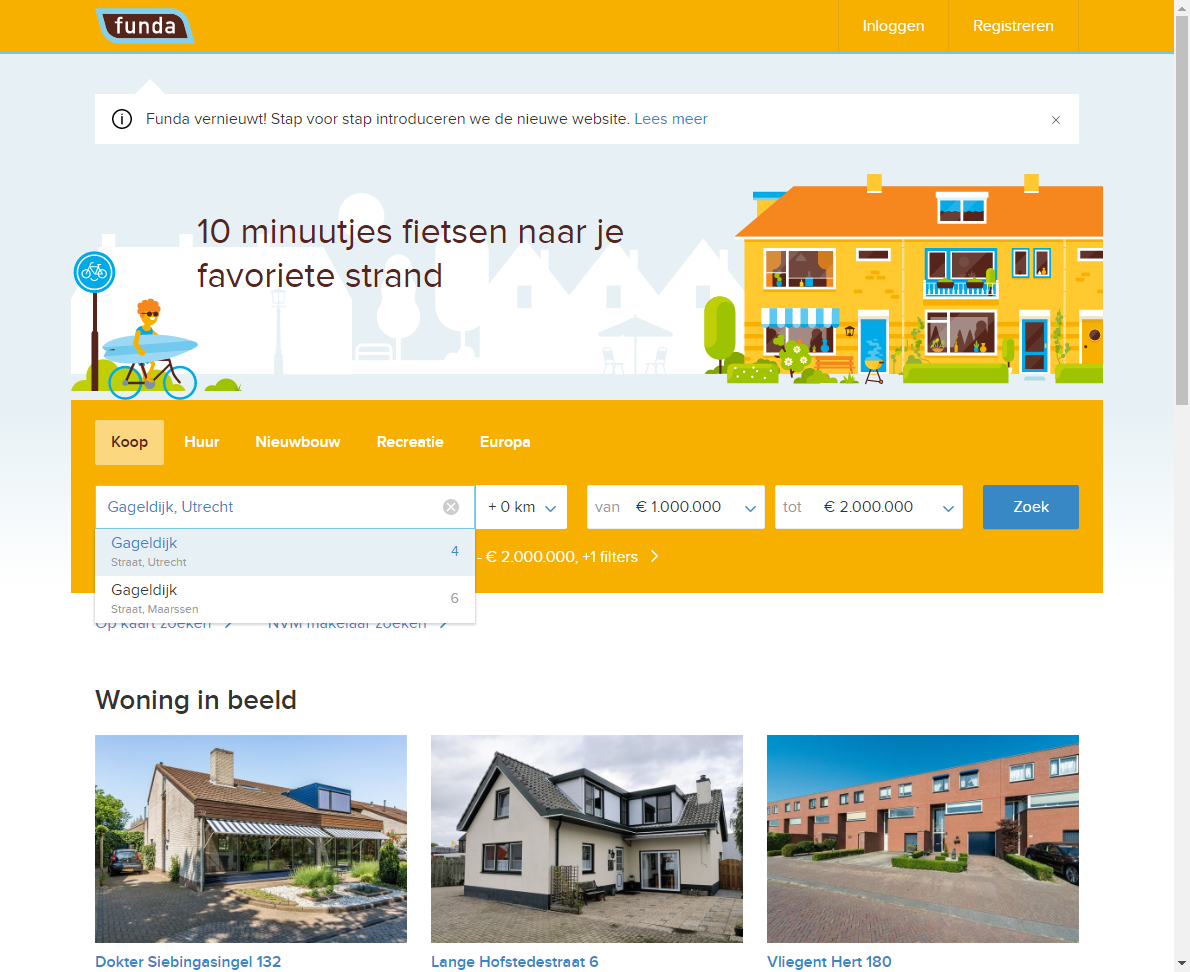 funda
Inloggen
Registreren
Funda vernieuwt! Stap voor stap introduceren we de nieuwe website. Lees meer
10 minuutjes fietsen naar je
favoriete strand
Koop
Huur
Nieuwbouw
Recreatie
Europa
Gageldijk, Utrecht
+ 0 km
van € 1.000.000
tot € 2.000.000
Zoek
Gageldijk
Straat, Utrecht
4
- € 2.000.000, +1 filters
Gageldijk
Straat, Maarssen
6
Op kaart zoeken
NVM makelaar zoeken
Woning in beeld
Dokter Siebingasingel 132
Lange Hofstedestraat 6
Vliegent Hert 180